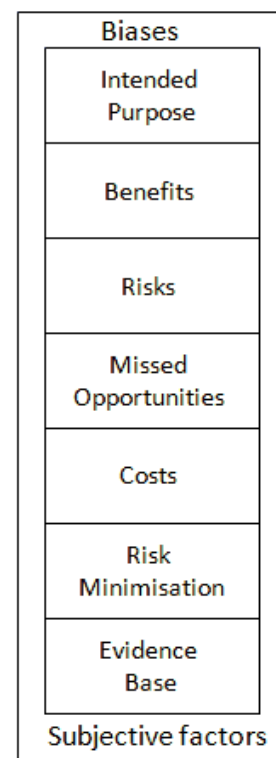 Biases
Intended
Purpose
Benefits
Risks
Missed
Opportunities
Costs
Risk
Minimisation
Evidence
Base
Subjective factors